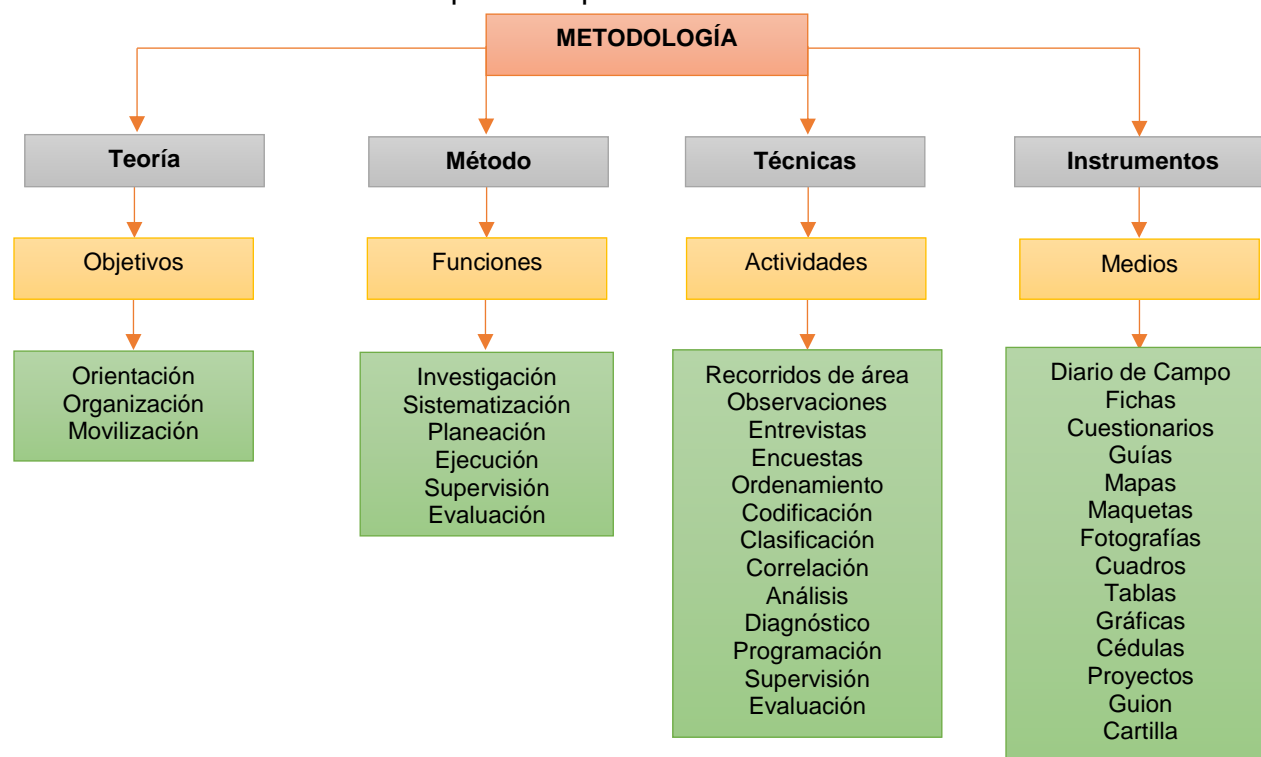 METODOLOGÍA
Teoría
Método
Técnicas
Instrumentos
Objetivos
Funciones
Actividades
Medios
Orientación
Organización
Movilización
Investigación
Sistematización
Planeación
Ejecución
Supervisión
Evaluación
Recorridos de área
Observaciones
Entrevistas
Encuestas
Ordenamiento
Codificación
Clasificación
Correlación
Análisis
Diagnóstico
Programación
Supervisión
Evaluación
Diario de Campo
Fichas
Cuestionarios
Guías
Mapas
Maquetas
Fotografías
Cuadros
Tablas
Gráficas
Cédulas
Proyectos
Guion
Cartilla